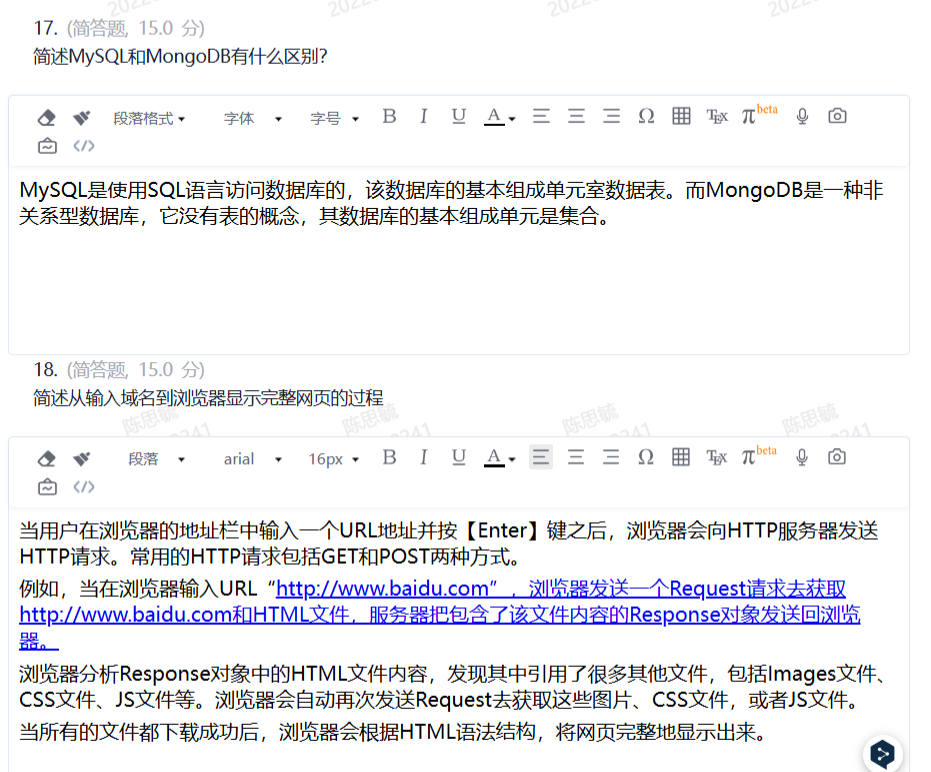 17. (简答题, 15.0 分)
简述MySQL和MongoDB有什么区别?
段落格式 字体 字号 B I U A Ω TEX π beta
</>
MySQL是使用SQL语言访问数据库的，该数据库的基本组成单元室数据表。而MongoDB是一种非
关系型数据库，它没有表的概念，其数据库的基本组成单元是集合。
18. (简答题, 15.0 分)
简述从输入域名到浏览器显示完整网页的过程
陈思毓 陈思毓 陈思毓
段落 arial 16px B I U A Ω TEX π beta
</>
当用户在浏览器的地址栏中输入一个URL地址并按【Enter】键之后，浏览器会向HTTP服务器发送
HTTP请求。常用的HTTP请求包括GET和POST两种方式。
例如，当在浏览器输入URL“http://www.baidu.com”，浏览器发送一个Request请求去获取
http://www.baidu.com和HTML文件，服务器把包含了该文件内容的Response对象发送回浏览
器。
浏览器分析Response对象中的HTML文件内容，发现其中引用了很多其他文件，包括Images文件、
CSS文件、JS文件等。浏览器会自动再次发送Request去获取这些图片、CSS文件，或者JS文件。
当所有的文件都下载成功后，浏览器会根据HTML语法结构，将网页完整地显示出来。